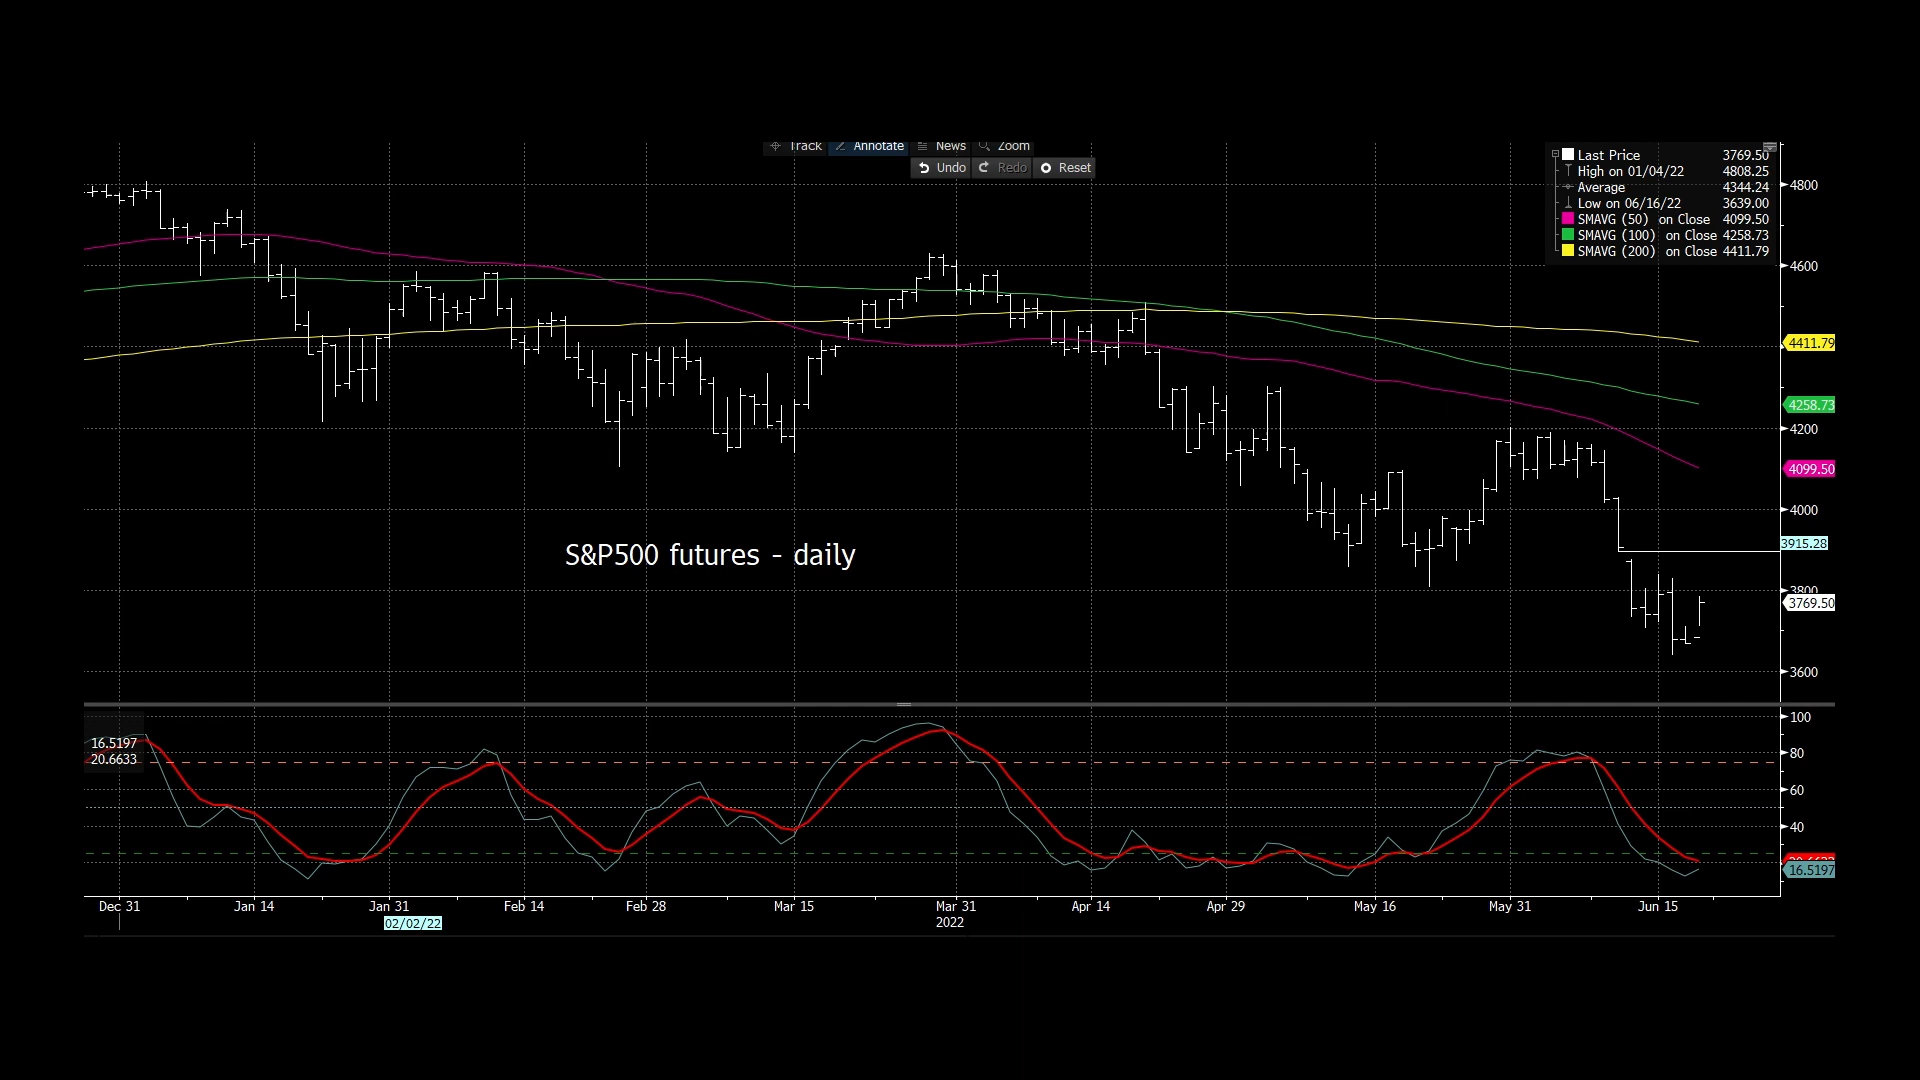 Track Annotate News Zoom
Undo Redo Reset
Last Price 3769.50
High on 01/04/22 4808.25
Average 4344.24
Low on 06/16/22 3639.00
SMAVG (50) on Close 4099.50
SMAVG (100) on Close 4258.73
SMAVG (200) on Close 4411.79
4800
4600
4411.79
4258.73
4200
4099.50
4000
3915.28
3800
3769.50
3600
S&P500 futures - daily
16.5197
20.6633
100
80
60
40
20.6633
16.5197
Dec 31 Jan 14 Jan 31 Feb 14 Feb 28 Mar 15 Mar 31 Apr 14 Apr 29 May 16 May 31 Jun 15
02/02/22 2022